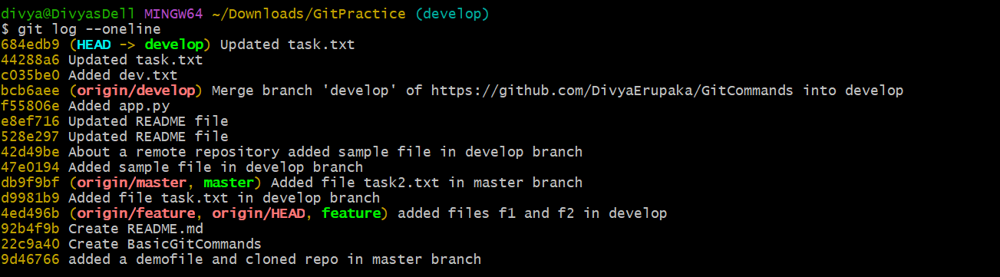 divya@DivyasDell MINGW64 ~/Downloads/GitPractice (develop)
$ git log --oneline
684edb9 (HEAD -> develop) Updated task.txt
44288a6 Updated task.txt
c035be0 Added dev.txt
bcb6aee (origin/develop) Merge branch 'develop' of https://github.com/DivyaErupaka/GitCommands into develop
f55806e Added app.py
e8ef716 Updated README file
528e297 Updated README file
42d49be About a remote repository added sample file in develop branch
47e0194 Added sample file in develop branch
db9f9bf (origin/master, master) Added file task2.txt in master branch
d9981b9 Added file task.txt in develop branch
4ed496b (origin/feature, origin/HEAD, feature) added files f1 and f2 in develop
92b4f9b Create README.md
22c9a40 Create BasicGitCommands
9d46766 added a demofile and cloned repo in master branch